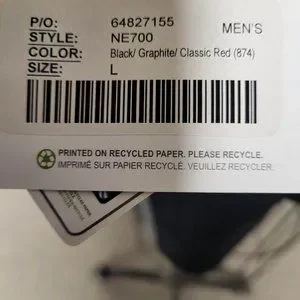 P/O: 64827155 MEN'S
STYLE: NE700
COLOR: Black/ Graphite/ Classic Red (874)
SIZE: L
PRINTED ON RECYCLED PAPER. PLEASE RECYCLE.
IMPRIMÉ SUR PAPIER RECYCLÉ. VEUILLEZ RECYCLER.